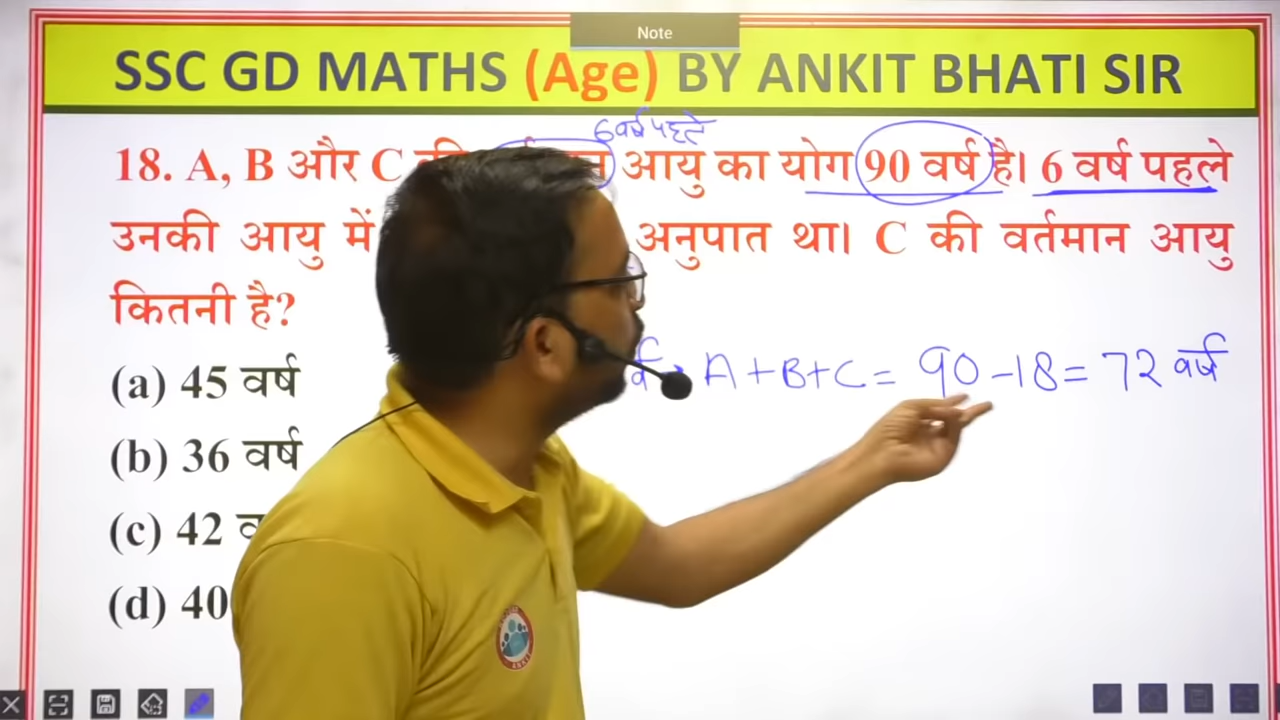 Note
SSC GD MATHS (Age) BY ANKIT BHATI SIR
6 वर्ष पहले
18. A, B और C की आयु का योग 90 वर्ष है। 6 वर्ष पहले
उनकी आयु में अनुपात था। C की वर्तमान आयु
कितनी है?
A+B+C = 90-18 = 72 वर्ष
(a) 45 वर्ष
(b) 36 वर्ष
(c) 42
(d) 40
ANKIT